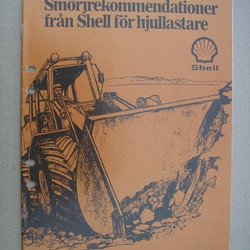 Smörjrekommendationer
från Shell för hjullastare
Shell